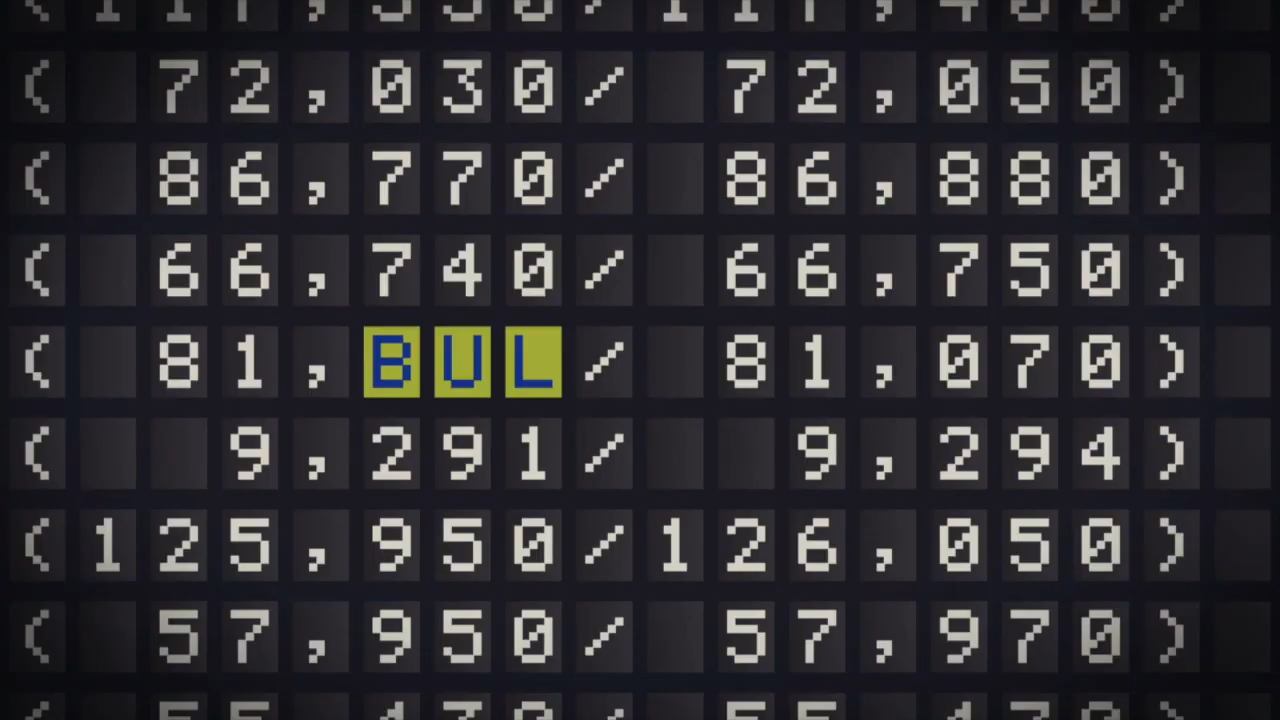 ( 72,030/ 72,050)
( 86,770/ 86,880)
( 66,740/ 66,750)
( 81,BUL/ 81,070)
( 9,291/ 9,294)
(125,950/126,050)
( 57,950/ 57,970)